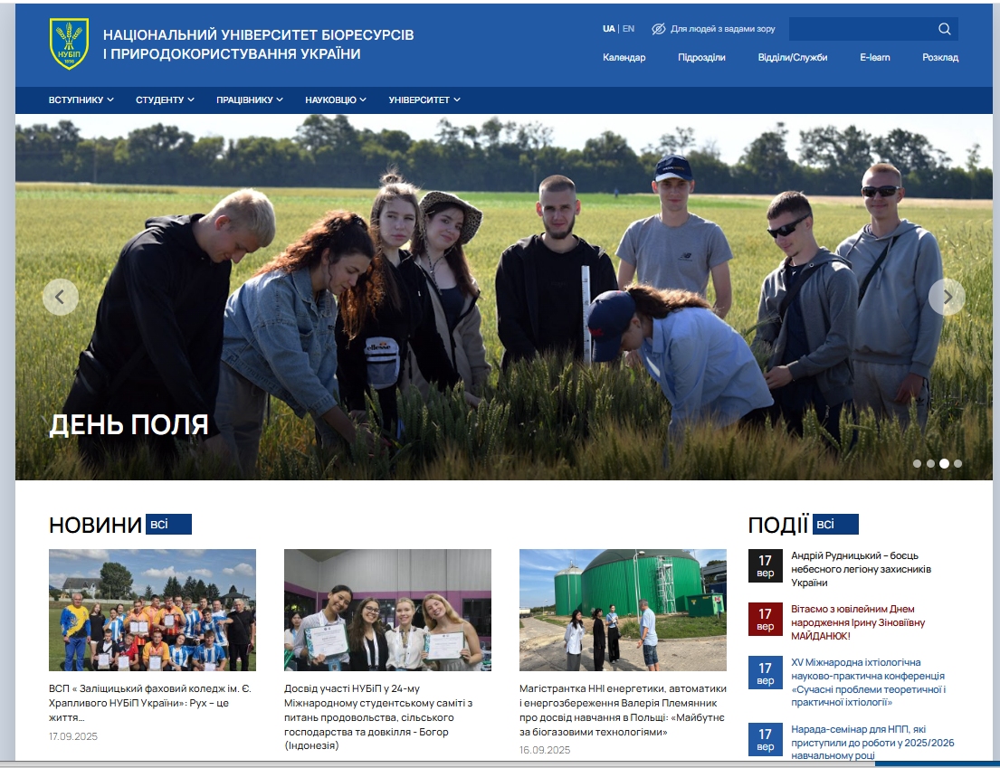 НУБІП
1898
НАЦІОНАЛЬНИЙ УНІВЕРСИТЕТ БІОРЕСУРСІВ
І ПРИРОДОКОРИСТУВАННЯ УКРАЇНИ
UA | EN
Для людей з вадами зору
Календар
Підрозділи
Відділи/Служби
E-learn
Розклад
ВСТУПНИКУ
СТУДЕНТУ
ПРАЦІВНИКУ
НАУКОВЦЮ
УНІВЕРСИТЕТ
ellesse
ДЕНЬ ПОЛЯ
НОВИНИ
ВСІ
ВСП « Заліщицький фаховий коледж ім. Є.
Храпливого НУБіП України»: Рух – це
життя…
17.09.2025
Досвід участі НУБіП у 24-му
Міжнародному студентському саміті з
питань продовольства, сільського
господарства та довкілля - Богор
(Індонезія)
Магістрантка ННІ енергетики, автоматики
і енергозбереження Валерія Племянник
про досвід навчання в Польщі: «Майбутнє
за біогазовими технологіями»
16.09.2025
ПОДІЇ
ВСІ
17
вер
Андрій Рудницький – боєць
небесного легіону захисників
України
17
вер
Вітаємо з ювілейним Днем
народження Ірину Зіновіївну
МАЙДАНЮК!
17
вер
XV Міжнародна іхтіологічна
науково-практична конференція
«Сучасні проблеми теоретичної і
практичної іхтіології»
17
вер
Нарада-семінар для НПП, які
приступили до роботи у 2025/2026
навчальному році